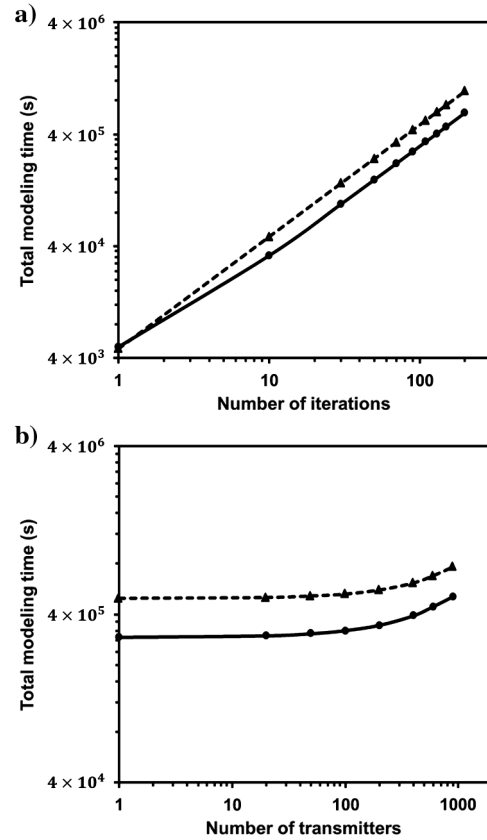 a)
4 × 10⁶
4 × 10⁵
4 × 10⁴
4 × 10³
Total modeling time (s)
1 10 100
Number of iterations
b)
4 × 10⁶
4 × 10⁵
4 × 10⁴
Total modeling time (s)
1 10 100 1000
Number of transmitters